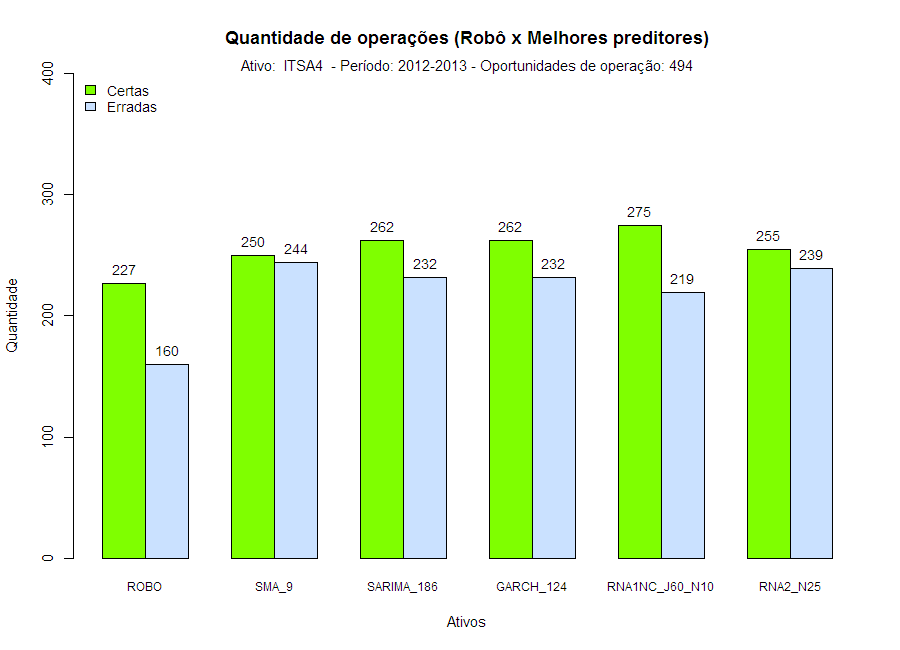 Quantidade de operações (Robô x Melhores preditores)
Ativo:  ITSA4  - Período: 2012-2013 - Oportunidades de operação: 494
Certas
Erradas
Quantidade
400
300
200
100
0
227
160
250
244
262
232
262
232
275
219
255
239
ROBO
SMA_9
SARIMA_186
GARCH_124
RNA1NC_J60_N10
RNA2_N25
Ativos